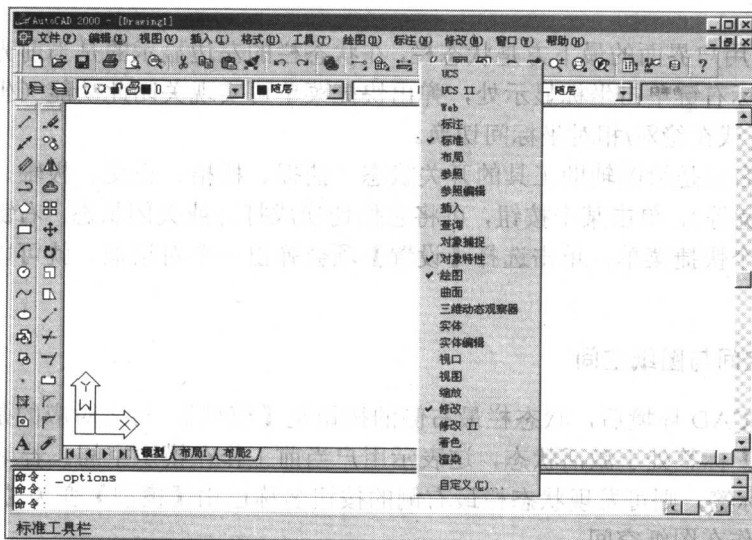 AutoCAD 2000 - [Drawing1]
文件(F) 编辑(E) 视图(V) 插入(I) 格式(O) 工具(T) 绘图(D) 标注(N) 修改(M) 窗口(W) 帮助(H)
0 随层 随层
UCS
UCS II
Web
标注
✓ 标准
布局
参照
参照编辑
插入
查询
对象捕捉
✓ 对象特性
✓ 绘图
曲面
三维动态观察器
实体
实体编辑
视口
视图
缩放
✓ 修改
修改 II
着色
渲染
自定义(C)...
Y
W
X
模型 布局1 布局2
命令: _options
命令:
命令:
标准工具栏